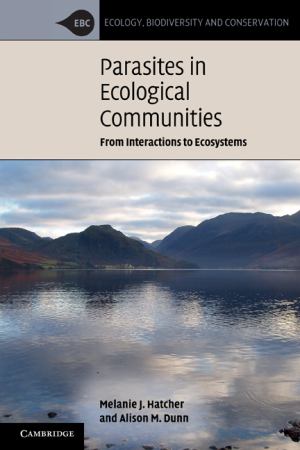 EBC ECOLOGY, BIODIVERSITY AND CONSERVATION
Parasites in
Ecological
Communities
From Interactions to Ecosystems
Melanie J. Hatcher
and Alison M. Dunn
CAMBRIDGE